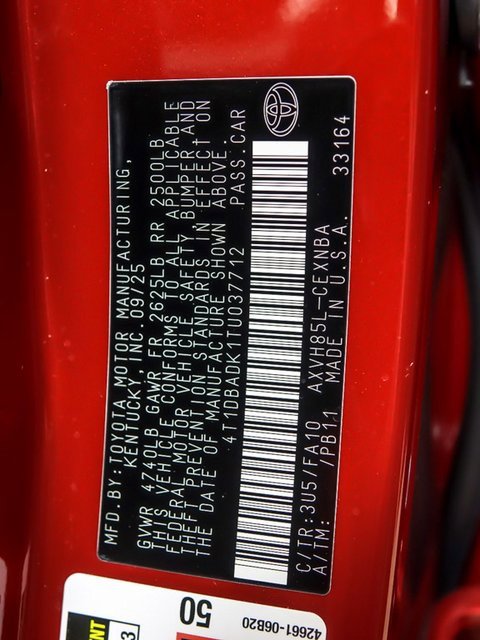 MFD.BY:TOYOTA MOTOR MANUFACTURING,
KENTUCKY, INC.09/25
GVWR 4740LB GAWR FR 2625LB RR 2500LB
THIS VEHICLE CONFORMS TO ALL APPLICABLE
FEDERAL MOTOR VEHICLE SAFETY, BUMPER AND
THEFT PREVENTION STANDARDS IN EFFECT ON
THE DATE OF MANUFACTURE SHOWN ABOVE.
4T1DBADK1TU037712 PASS.CAR
C/TR:3U5/FA10 AXVH85L-CEXNBA
A/TM: /PB11 MADE IN U.S.A. 33164
50
42661-06B20